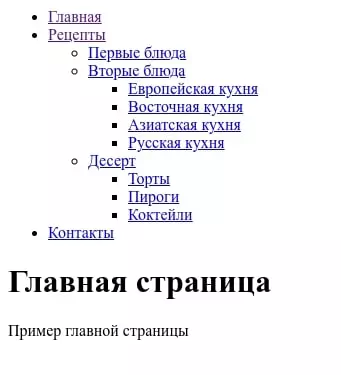 Главная
Рецепты
Первые блюда
Вторые блюда
Европейская кухня
Восточная кухня
Азиатская кухня
Русская кухня
Десерт
Торты
Пироги
Коктейли
Контакты
Главная страница
Пример главной страницы